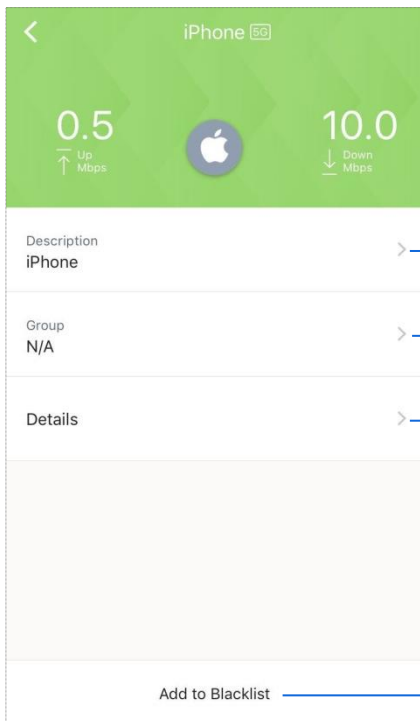 iPhone 5G
0.5
Up
Mbps
10.0
Down
Mbps
Description
iPhone
Group
N/A
Details
Add to Blacklist